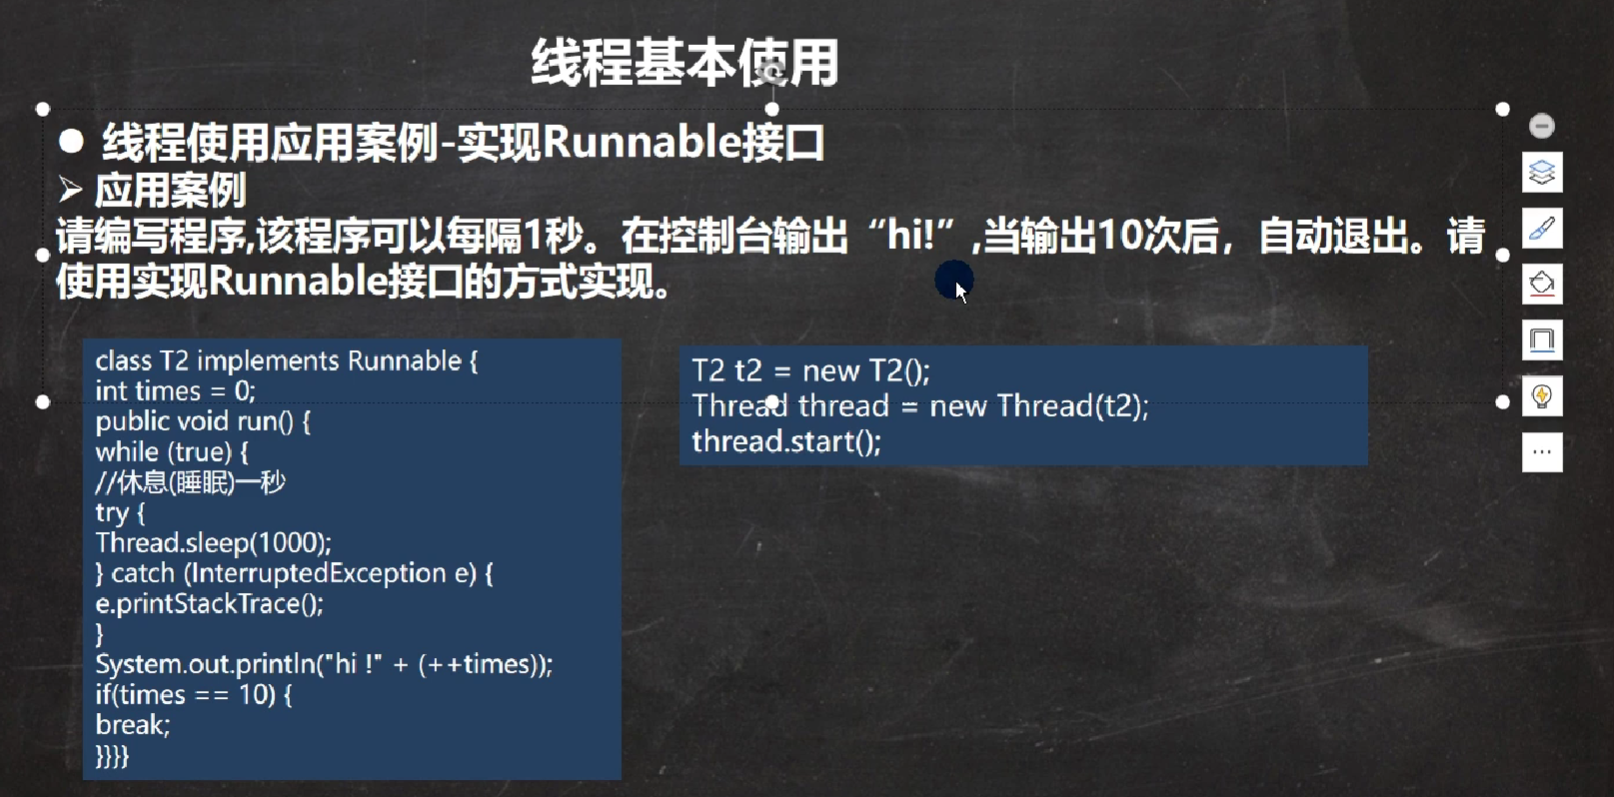 线程基本使用
● 线程使用应用案例-实现Runnable接口
➢ 应用案例
请编写程序,该程序可以每隔1秒。在控制台输出“hi!”,当输出10次后，自动退出。请
使用实现Runnable接口的方式实现。
class T2 implements Runnable {
int times = 0;
public void run() {
while (true) {
//休息(睡眠)一秒
try {
Thread.sleep(1000);
} catch (InterruptedException e) {
e.printStackTrace();
}
System.out.println("hi !" + (++times));
if(times == 10) {
break;
}}}}
T2 t2 = new T2();
Thread thread = new Thread(t2);
thread.start();